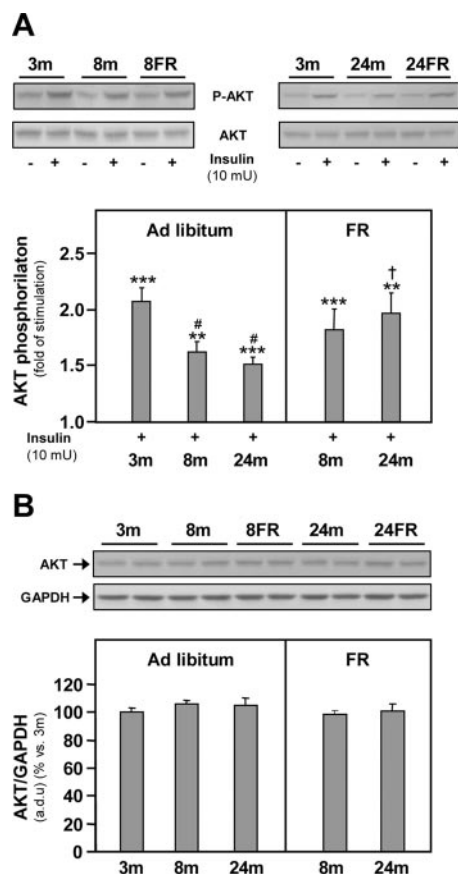 A
3m 8m 8FR 3m 24m 24FR
P-AKT
AKT
- + - + - + Insulin - + - + - +
(10 mU)
Ad libitum FR
AKT phosphorilaton
(fold of stimulation)
2.5
2.0
1.5
1.0
*** # ** # *** *** † **
Insulin + + + + +
(10 mU)
3m 8m 24m 8m 24m
B
3m 8m 8FR 24m 24FR
AKT
GAPDH
Ad libitum FR
AKT/GAPDH
(a.d.u) (% vs. 3m)
120
100
80
60
40
20
0
3m 8m 24m 8m 24m